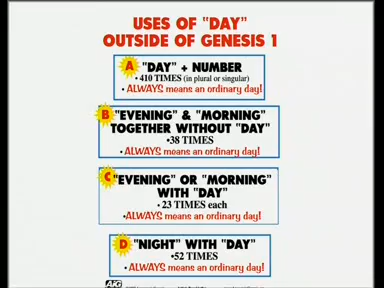 USES OF "DAY"
OUTSIDE OF GENESIS 1
A "DAY" + NUMBER
• 410 TIMES (in plural or singular)
• ALWAYS means an ordinary day!
B "EVENING" & "MORNING"
TOGETHER WITHOUT "DAY"
•38 TIMES
• ALWAYS means an ordinary day!
C "EVENING" OR "MORNING"
WITH "DAY"
• 23 TIMES each
•ALWAYS means an ordinary day!
D "NIGHT" WITH "DAY"
•52 TIMES
• ALWAYS means an ordinary day!
AiG